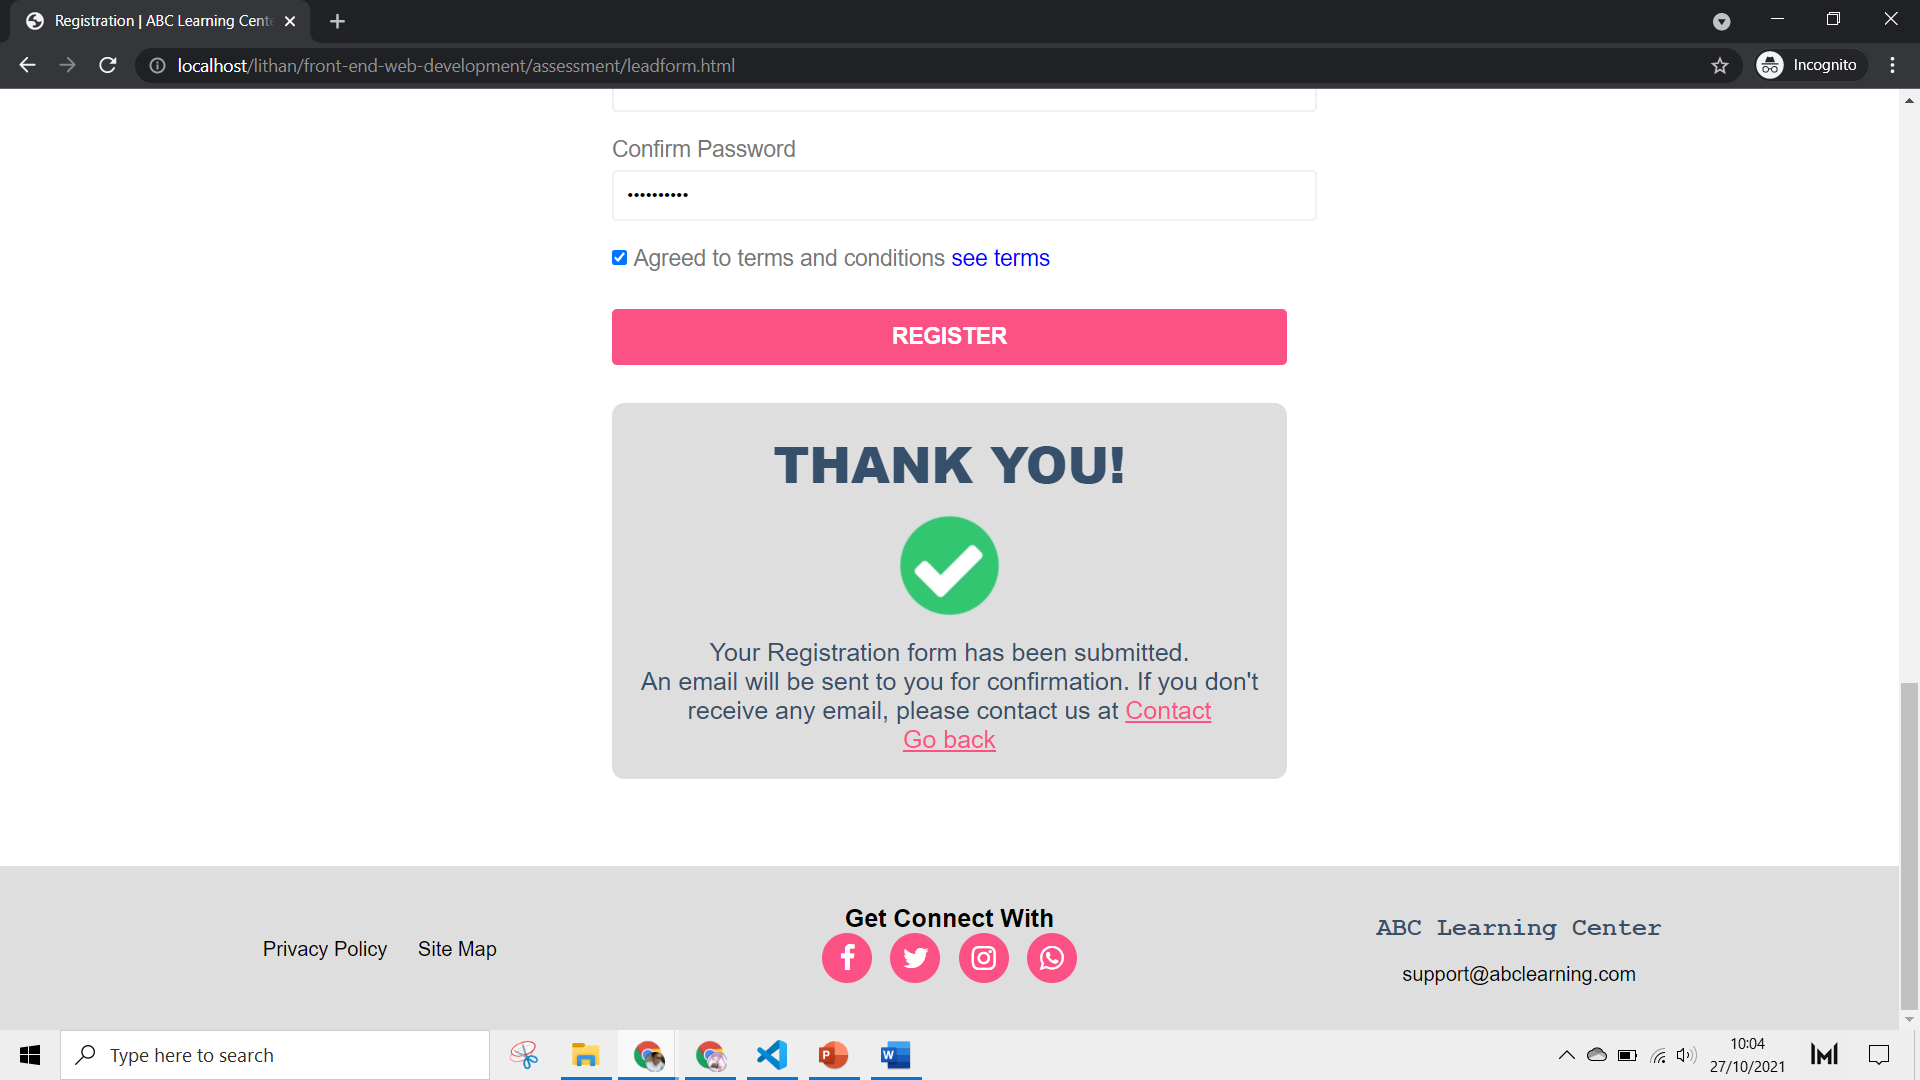 Registration | ABC Learning Cent
localhost/lithan/front-end-web-development/assessment/leadform.html
Incognito
Confirm Password
Agreed to terms and conditions see terms
REGISTER
THANK YOU!
Your Registration form has been submitted.
An email will be sent to you for confirmation. If you don't
receive any email, please contact us at Contact
Go back
Privacy Policy
Site Map
Get Connect With
ABC Learning Center
support@abclearning.com
Type here to search
10:04
27/10/2021